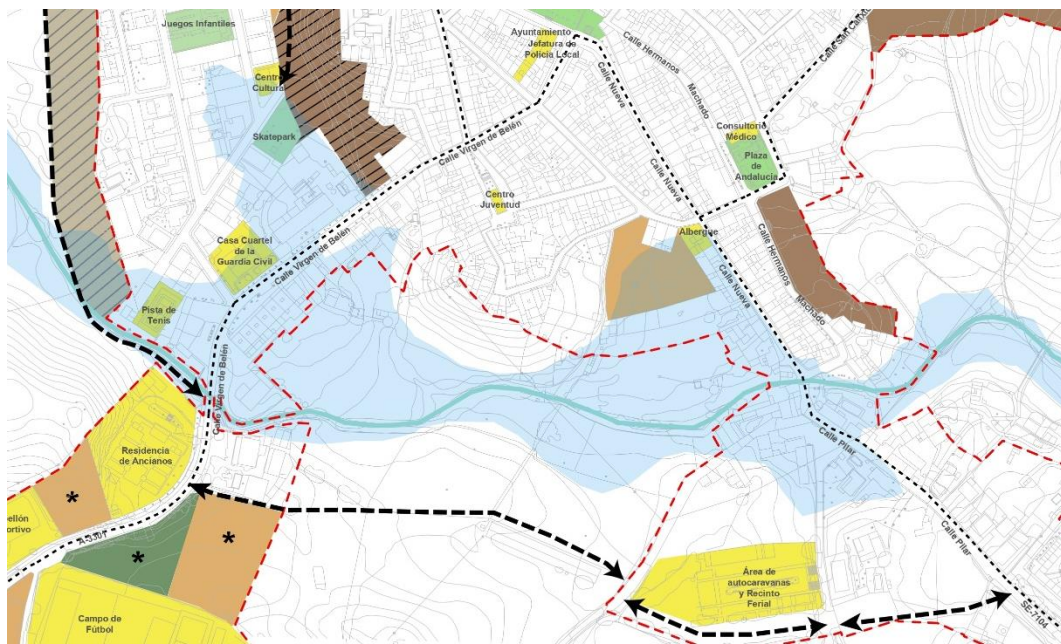 Juegos Infantiles
Ayuntamiento
Jefatura de
Policía Local
Calle Hermanos
Machado
Centro
Cultural
Calle Nueva
Skatepark
Calle Virgen de Belén
Consultorio
Médico
Plaza
de
Andalucía
Calle Nueva
Centro
Juventud
Casa Cuartel
de la
Guardia Civil
Calle Virgen de Belén
Albergue
Calle Hermanos
Machado
Calle Nueva
Pista de
Tenis
Calle Virgen de Belén
Calle Pilar
Residencia
de Ancianos
*
*
*
A-3301
Calle Pilar
Área de
autocaravanas
y Recinto
Ferial
SE-7104
Campo de
Fútbol